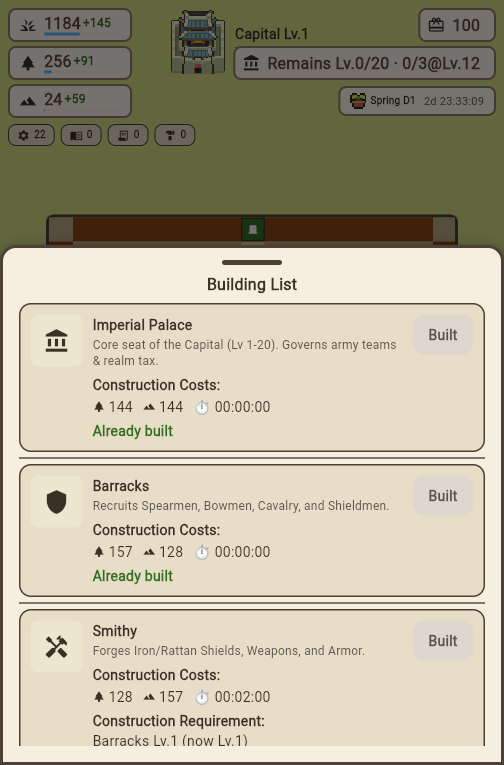 1184 +145
256 +91
24 +59
22
0
0
0
Capital Lv.1
100
Remains Lv.0/20 · 0/3@Lv.12
Spring D1 2d 23:33:09
Building List
Imperial Palace
Built
Core seat of the Capital (Lv 1-20). Governs army teams
& realm tax.
Construction Costs:
144 144 00:00:00
Already built
Barracks
Built
Recruits Spearmen, Bowmen, Cavalry, and Shieldmen.
Construction Costs:
157 128 00:00:00
Already built
Smithy
Built
Forges Iron/Rattan Shields, Weapons, and Armor.
Construction Costs:
128 157 00:02:00
Construction Requirement:
Barracks Lv.1 (now Lv.1)